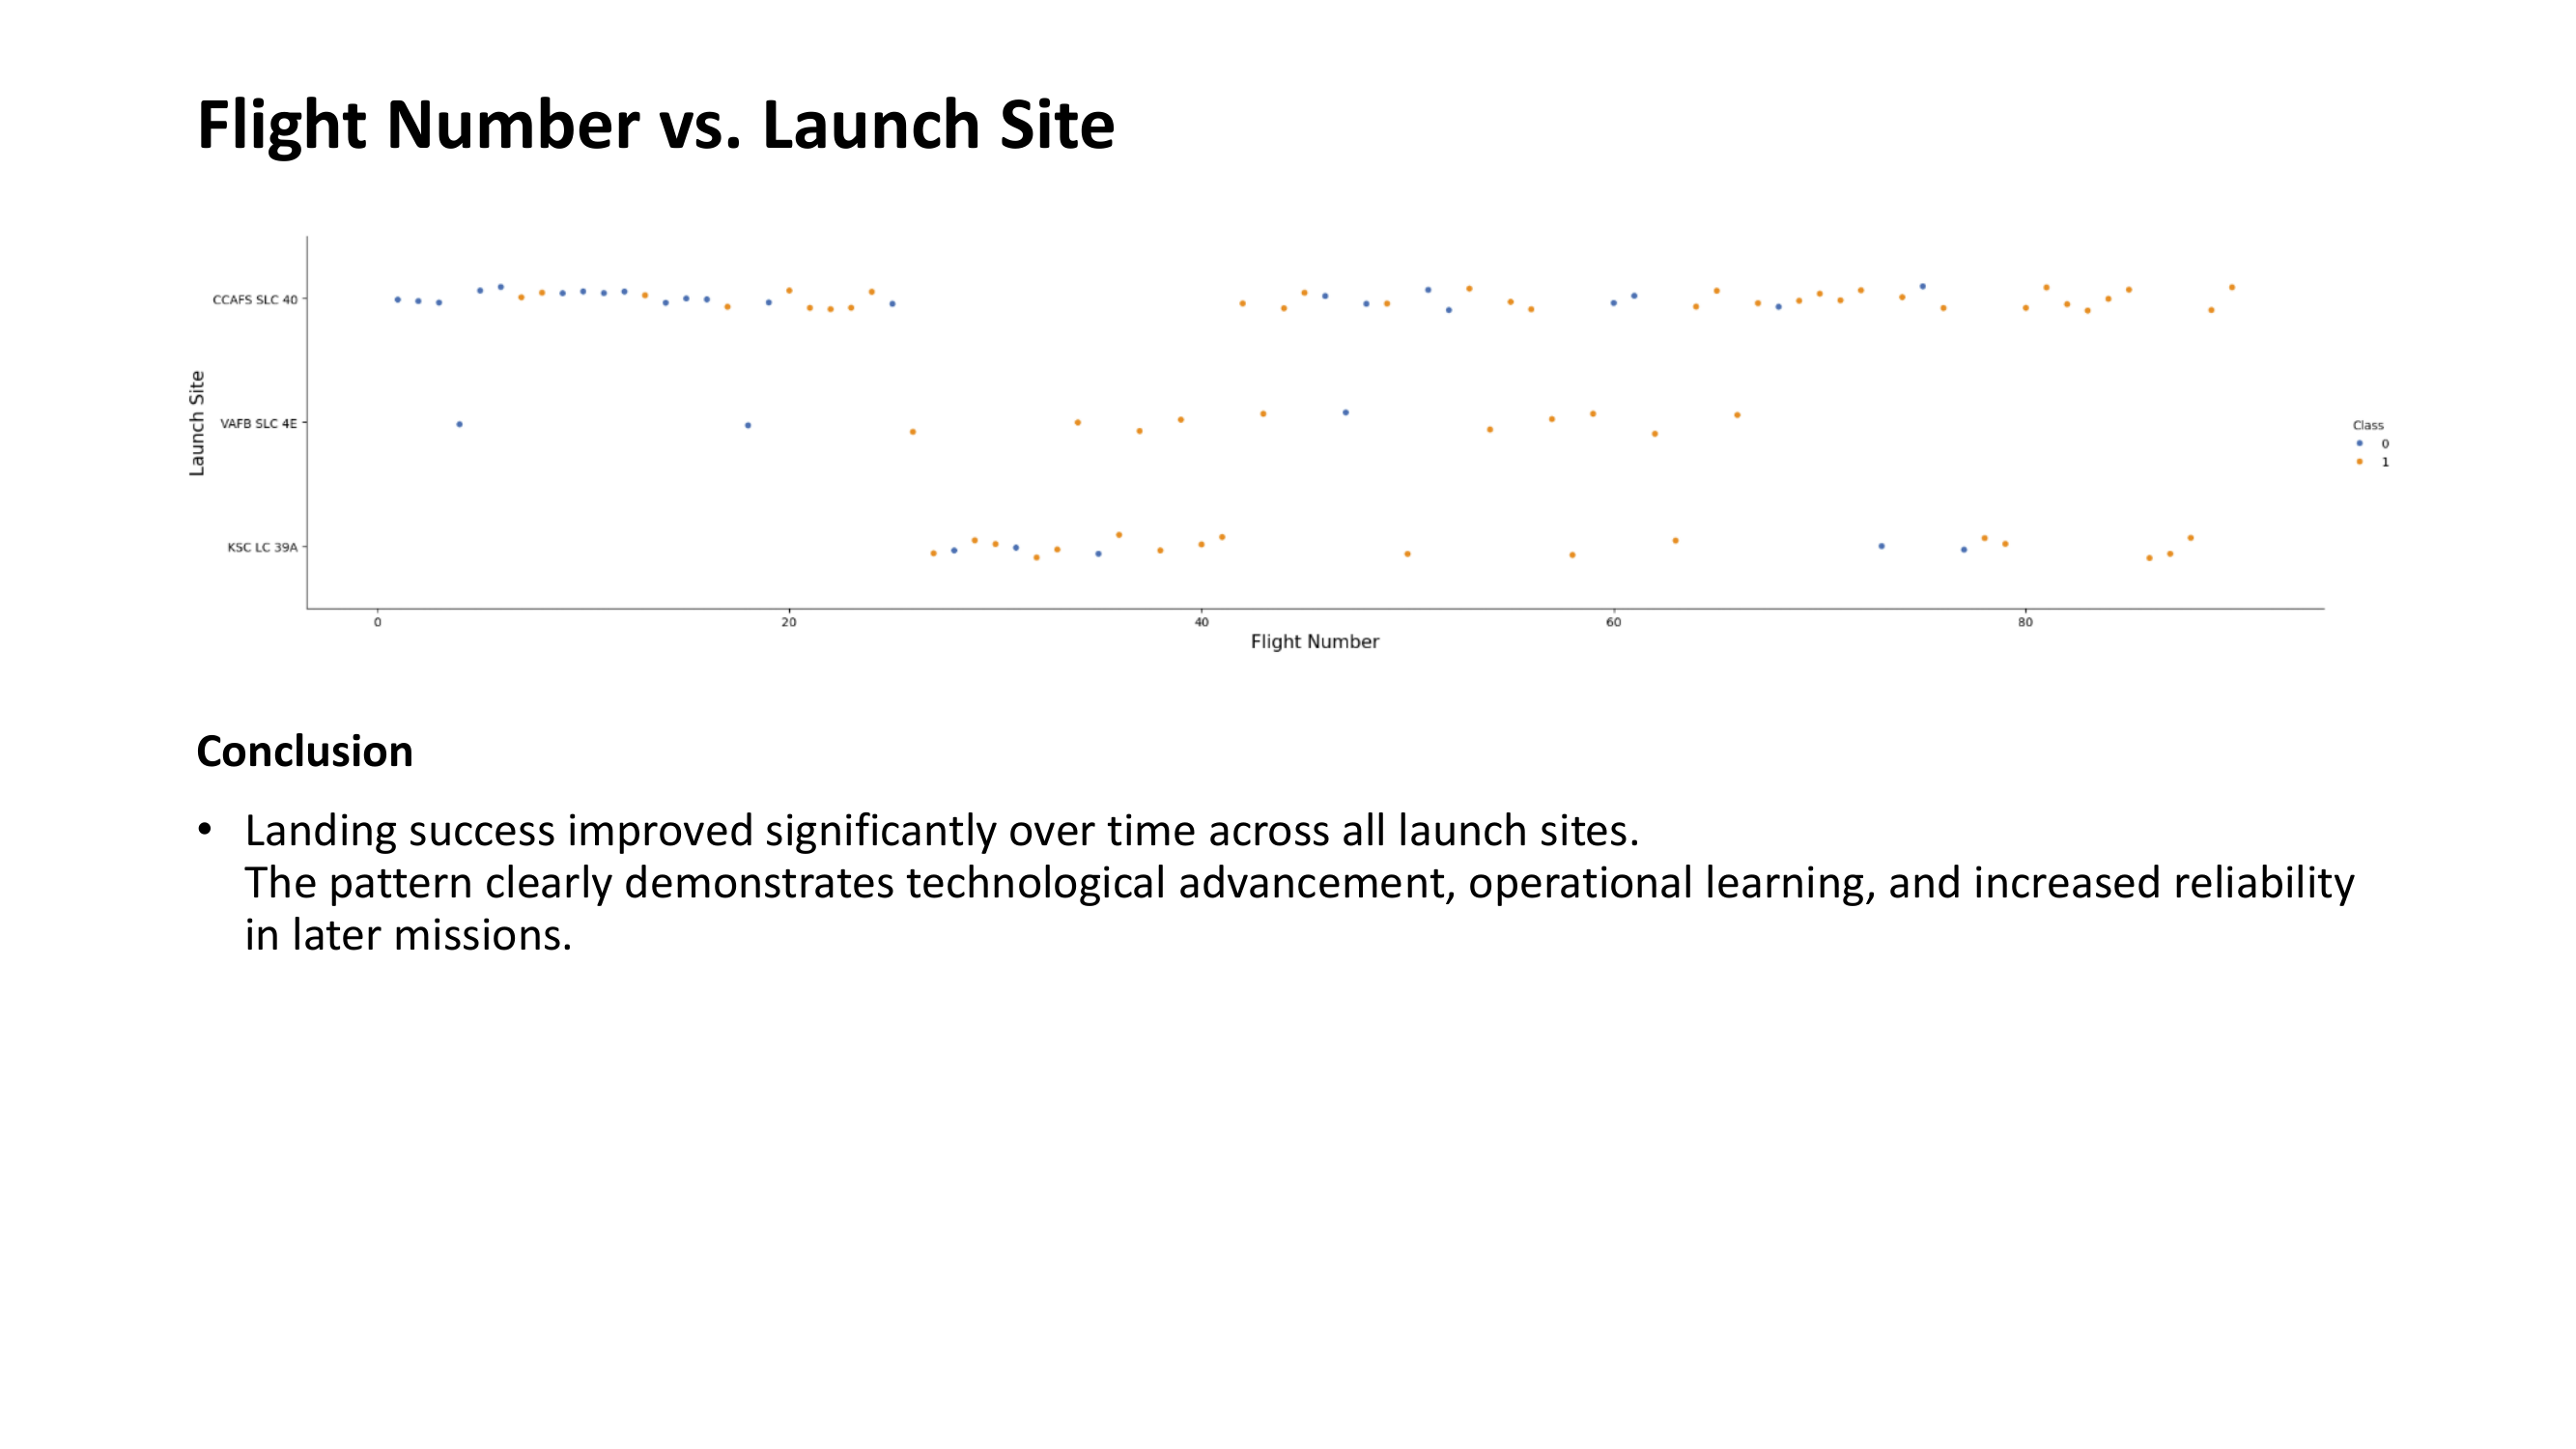 Flight Number vs. Launch Site
CCAFS SLC 40
VAFB SLC 4E
KSC LC 39A
Launch Site
0 20 40 60 80
Flight Number
Class
0
1
Conclusion
• Landing success improved significantly over time across all launch sites.
The pattern clearly demonstrates technological advancement, operational learning, and increased reliability
in later missions.